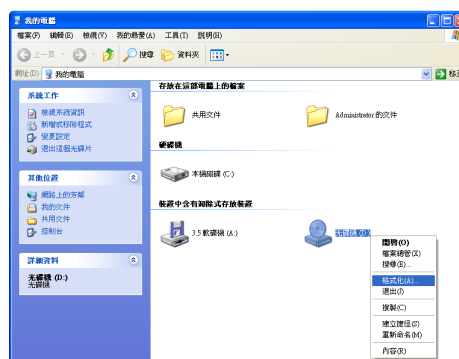 我的電腦
檔案(F) 編輯(E) 檢視(V) 我的最愛(A) 工具(T) 說明(H)
上一頁 搜尋 資料夾
網址(D) 我的電腦
系統工作
檢視系統資訊
新增或移除程式
變更設定
退出這個光碟片
其他位置
網路上的芳鄰
我的文件
共用文件
控制台
詳細資料
光碟機 (D:)
光碟機
存放在這部電腦上的檔案
共用文件 Administrator 的文件
硬碟機
本機磁碟 (C:)
裝置中含有卸除式存放裝置
3.5 軟碟機 (A:) 光碟機 (D:)
開啓(O)
檔案總管(X)
搜尋(E)...
格式化(A)...
退出(J)
複製(C)
建立捷徑(S)
重新命名(M)
內容(R)